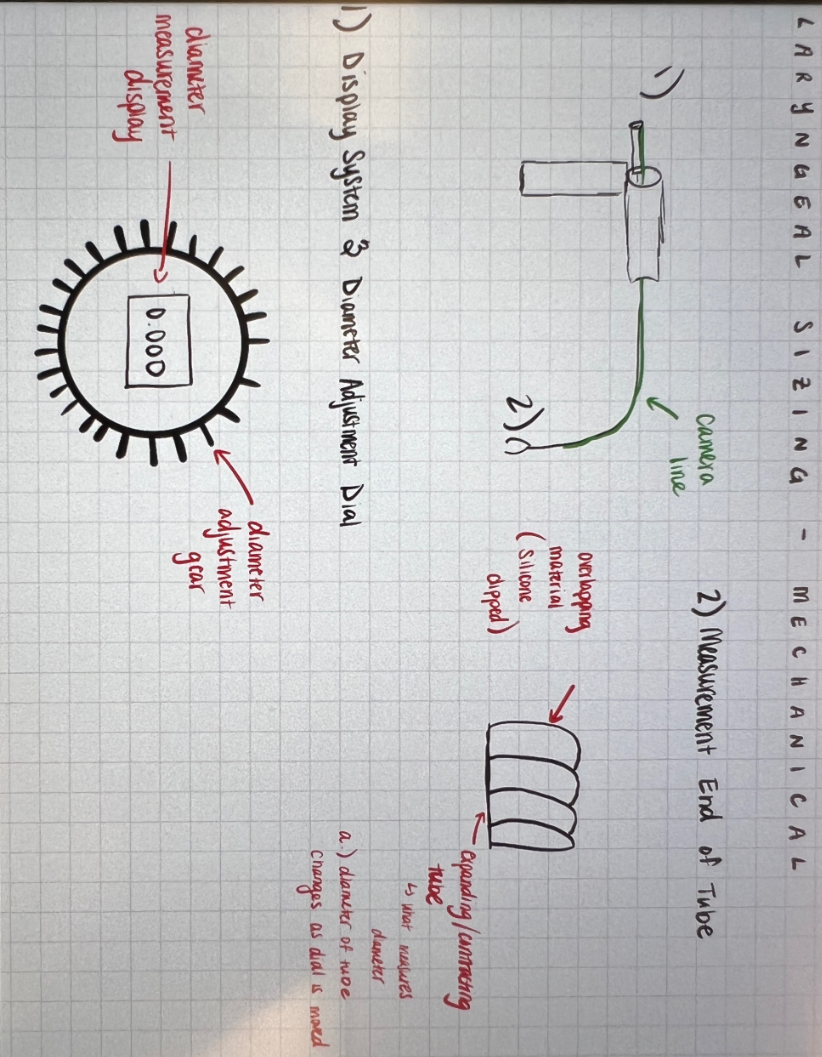 LARYNGEAL SIZING - MECHANICAL
1)
camera
line
2)
2) Measurement End of Tube
overlapping
material
(silicone
dipped)
expanding/contracting
tube
↳ what measures
diameter
a.) diameter of tube
changes as dial is moved
1) Display System & Diameter Adjustment Dial
diameter
measurement
display
0.000
diameter
adjustment
gear